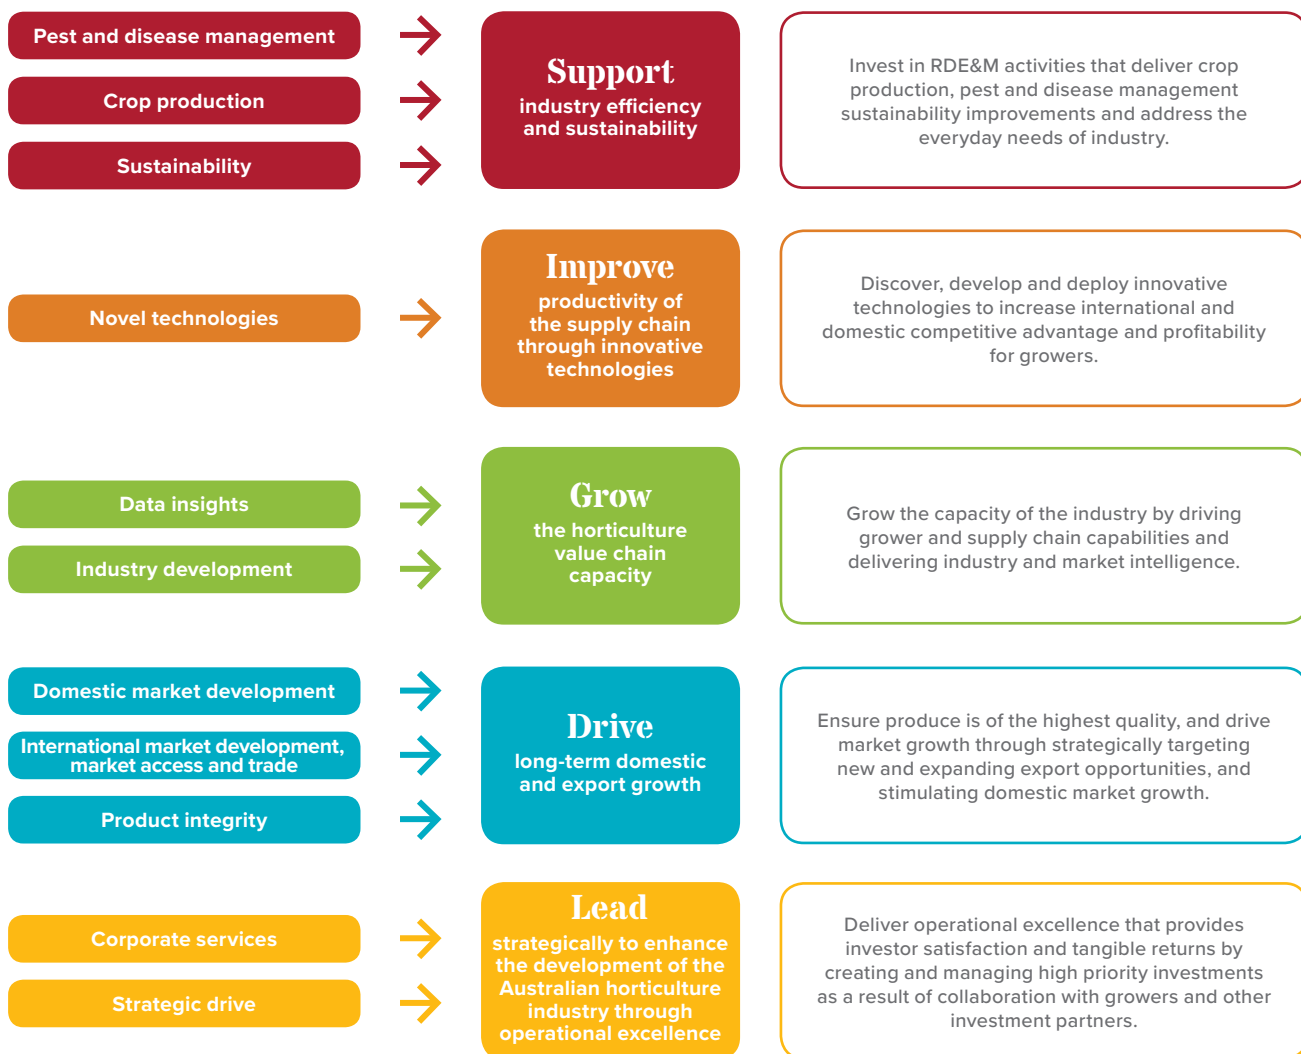 Pest and disease management
Crop production
Sustainability
Support
industry efficiency
and sustainability
Invest in RDE&M activities that deliver crop
production, pest and disease management
sustainability improvements and address the
everyday needs of industry.
Novel technologies
Improve
productivity of
the supply chain
through innovative
technologies
Discover, develop and deploy innovative
technologies to increase international and
domestic competitive advantage and profitability
for growers.
Data insights
Industry development
Grow
the horticulture
value chain
capacity
Grow the capacity of the industry by driving
grower and supply chain capabilities and
delivering industry and market intelligence.
Domestic market development
International market development,
market access and trade
Product integrity
Drive
long-term domestic
and export growth
Ensure produce is of the highest quality, and drive
market growth through strategically targeting
new and expanding export opportunities, and
stimulating domestic market growth.
Corporate services
Strategic drive
Lead
strategically to enhance
the development of the
Australian horticulture
industry through
operational excellence
Deliver operational excellence that provides
investor satisfaction and tangible returns by
creating and managing high priority investments
as a result of collaboration with growers and other
investment partners.